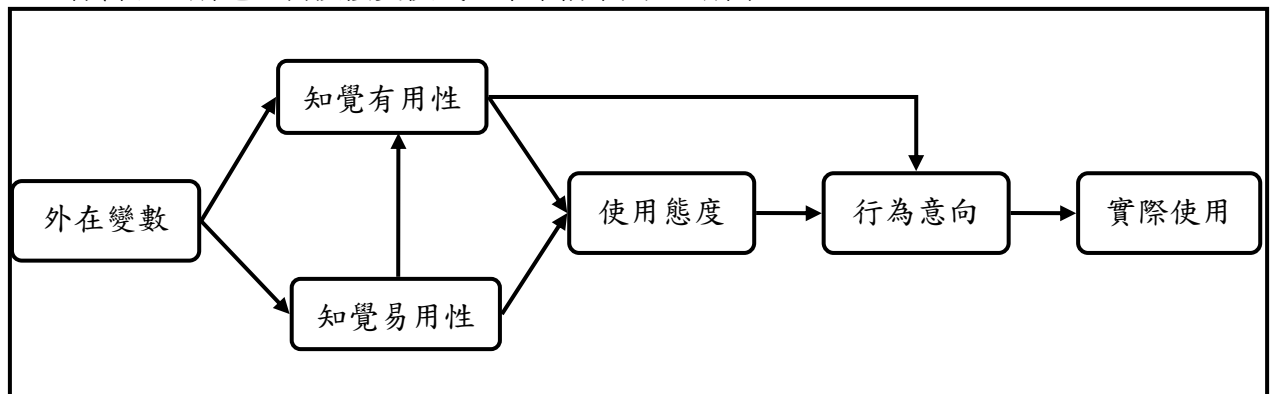 知覺有用性
外在變數
使用態度
行為意向
實際使用
知覺易用性